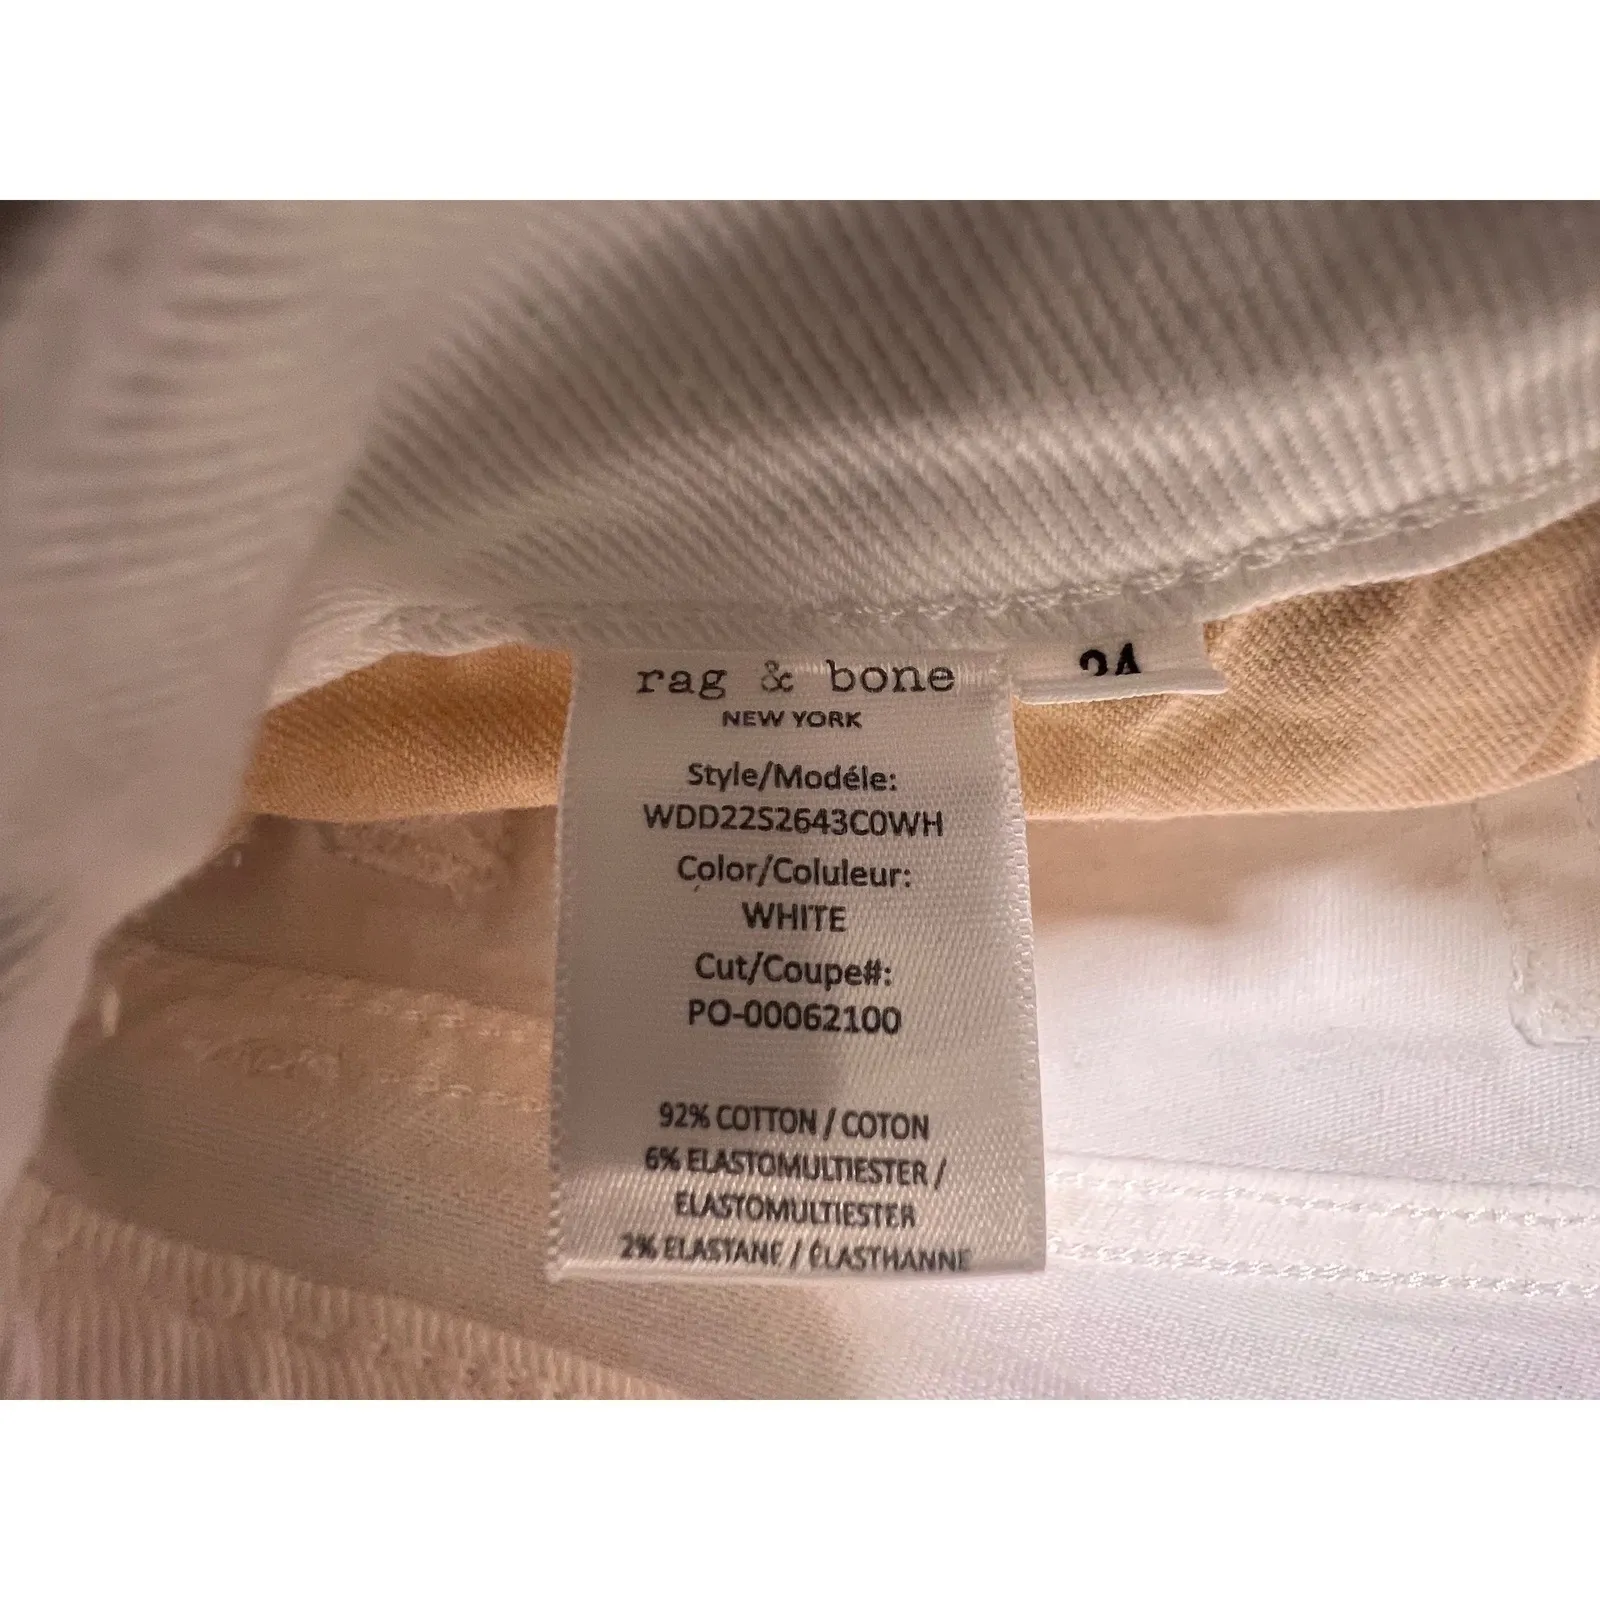 rag & bone
24
NEW YORK
Style/Modéle:
WDD22S2643C0WH
Color/Coluleur:
WHITE
Cut/Coupe#:
PO-00062100
92% COTTON / COTON
6% ELASTOMULTIESTER /
ELASTOMULTIESTER
2% ELASTANE / ÉLASTHANNE